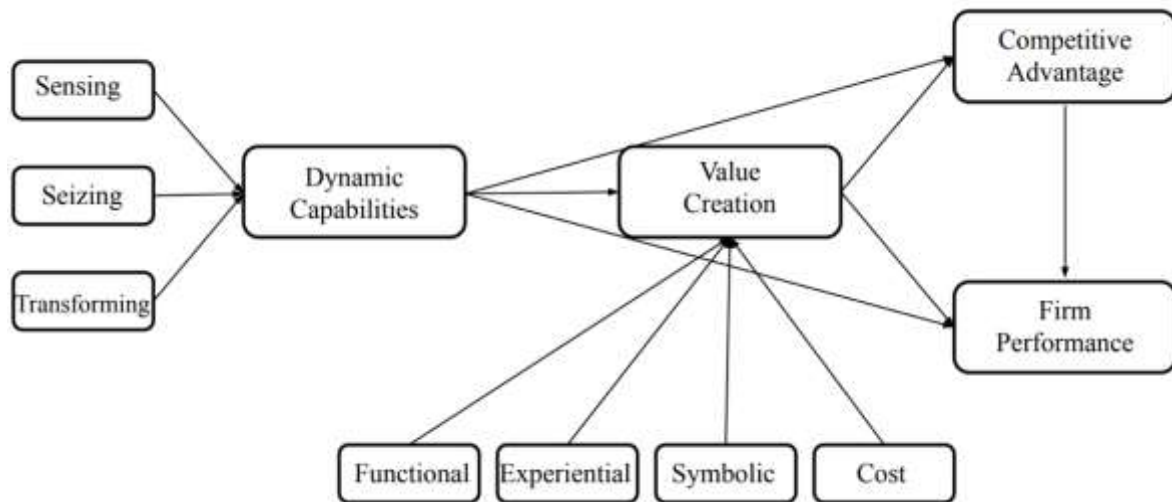 Sensing
Seizing
Transforming
Dynamic
Capabilities
Value
Creation
Competitive
Advantage
Firm
Performance
Functional
Experiential
Symbolic
Cost